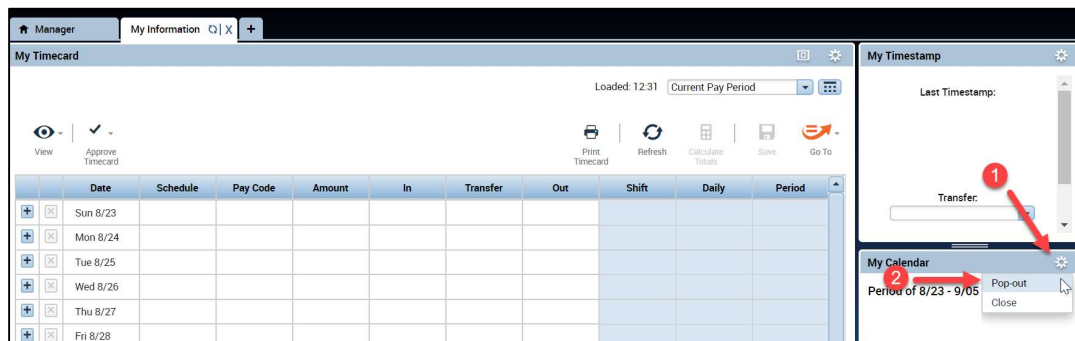 Manager
My Information X +
My Timecard
Loaded: 12:31 Current Pay Period
View
Approve Timecard
Print Timecard
Refresh
Calculate Totals
Save
Go To
Date Schedule Pay Code Amount In Transfer Out Shift Daily Period
Sun 8/23
Mon 8/24
Tue 8/25
Wed 8/26
Thu 8/27
Fri 8/28
My Timestamp
Last Timestamp:
1
Transfer:
My Calendar
2
Pop-out
Period of 8/23 - 9/05
Close